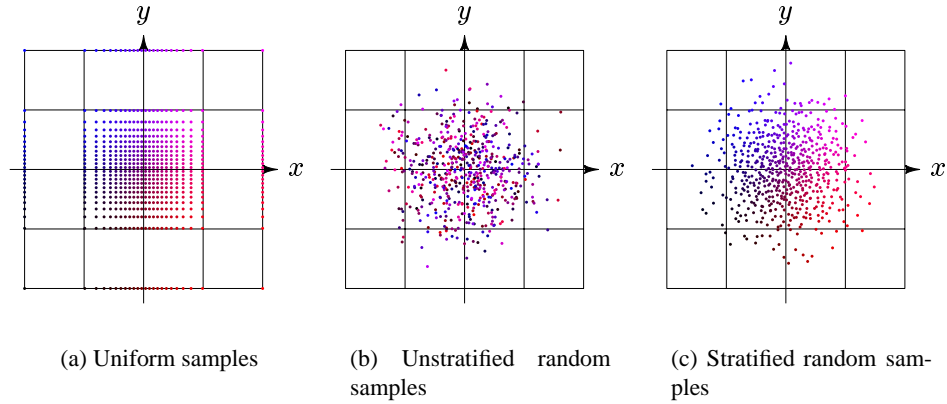 y
y
y
x
x
x
(a) Uniform samples
(b) Unstratified random
samples
(c) Stratified random sam-
ples